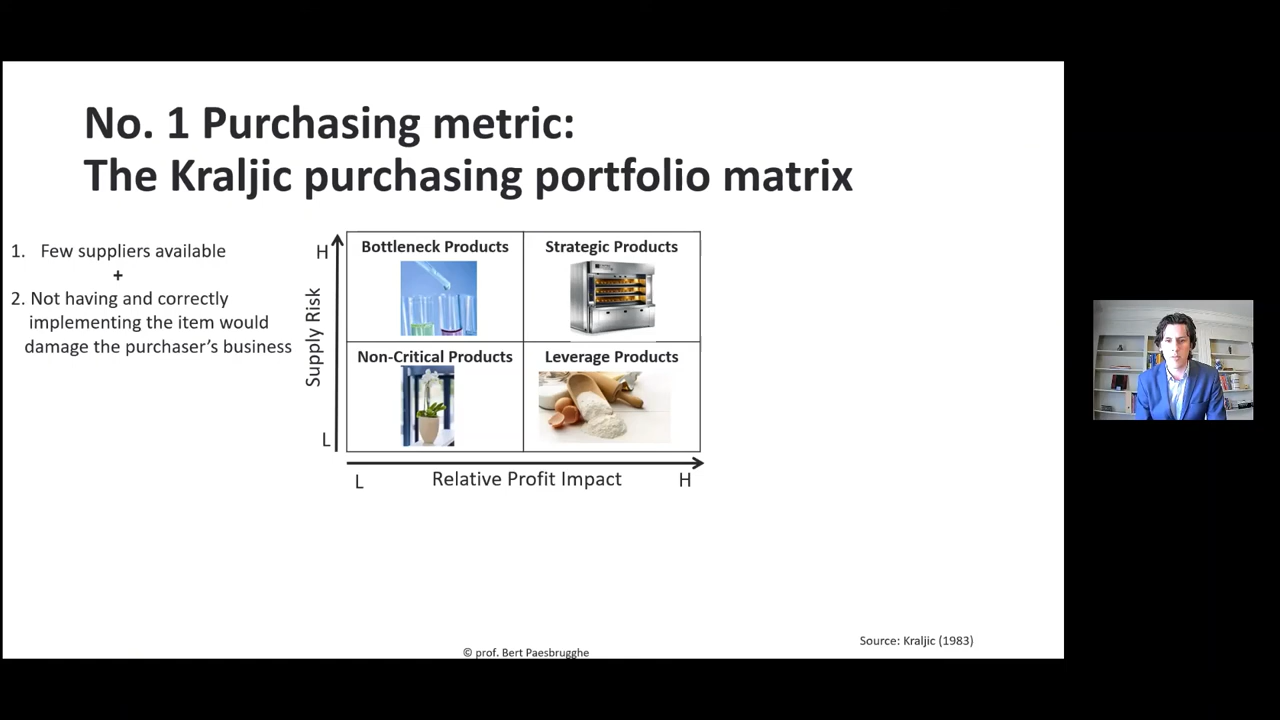 No. 1 Purchasing metric:
The Kraljic purchasing portfolio matrix
1. Few suppliers available
+
2. Not having and correctly
implementing the item would
damage the purchaser's business
H
Supply Risk
L
Bottleneck Products
Strategic Products
Non-Critical Products
Leverage Products
L
Relative Profit Impact
H
Source: Kraljic (1983)
© prof. Bert Paesbrugghe